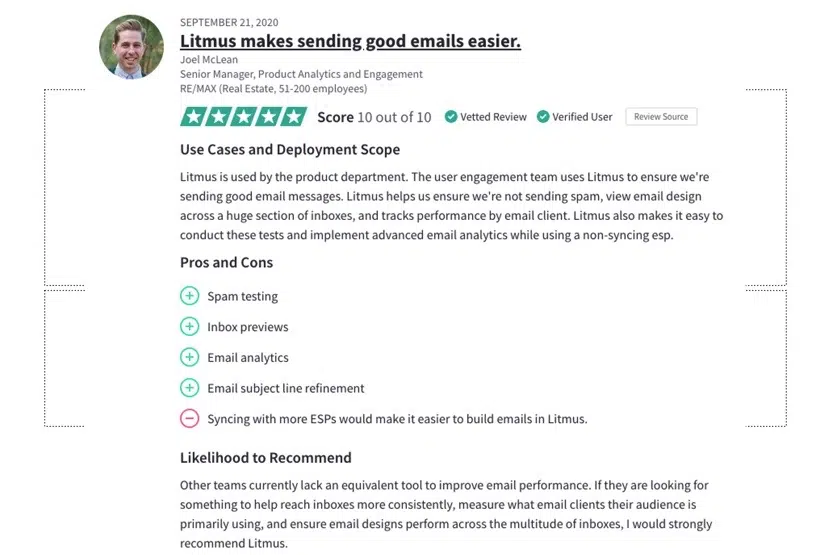 SEPTEMBER 21, 2020
Litmus makes sending good emails easier.
Joel McLean
Senior Manager, Product Analytics and Engagement
RE/MAX (Real Estate, 51-200 employees)
Score 10 out of 10 Vetted Review Verified User Review Source
Use Cases and Deployment Scope
Litmus is used by the product department. The user engagement team uses Litmus to ensure we're
sending good email messages. Litmus helps us ensure we're not sending spam, view email design
across a huge section of inboxes, and tracks performance by email client. Litmus also makes it easy to
conduct these tests and implement advanced email analytics while using a non-syncing esp.
Pros and Cons
Spam testing
Inbox previews
Email analytics
Email subject line refinement
Syncing with more ESPs would make it easier to build emails in Litmus.
Likelihood to Recommend
Other teams currently lack an equivalent tool to improve email performance. If they are looking for
something to help reach inboxes more consistently, measure what email clients their audience is
primarily using, and ensure email designs perform across the multitude of inboxes, I would strongly
recommend Litmus.